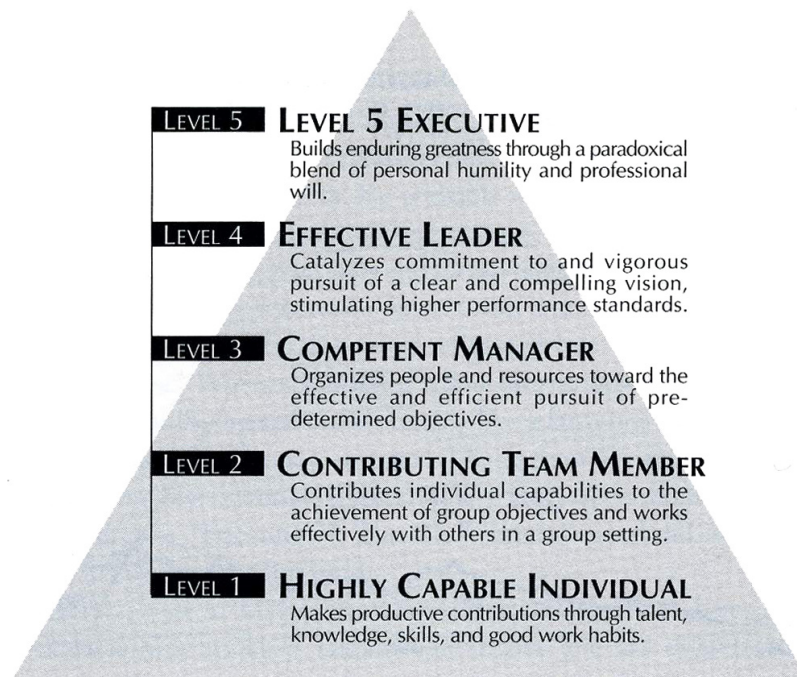 LEVEL 5 LEVEL 5 EXECUTIVE
Builds enduring greatness through a paradoxical
blend of personal humility and professional
will.
LEVEL 4 EFFECTIVE LEADER
Catalyzes commitment to and vigorous
pursuit of a clear and compelling vision,
stimulating higher performance standards.
LEVEL 3 COMPETENT MANAGER
Organizes people and resources toward the
effective and efficient pursuit of pre-
determined objectives.
LEVEL 2 CONTRIBUTING TEAM MEMBER
Contributes individual capabilities to the
achievement of group objectives and works
effectively with others in a group setting.
LEVEL 1 HIGHLY CAPABLE INDIVIDUAL
Makes productive contributions through talent,
knowledge, skills, and good work habits.